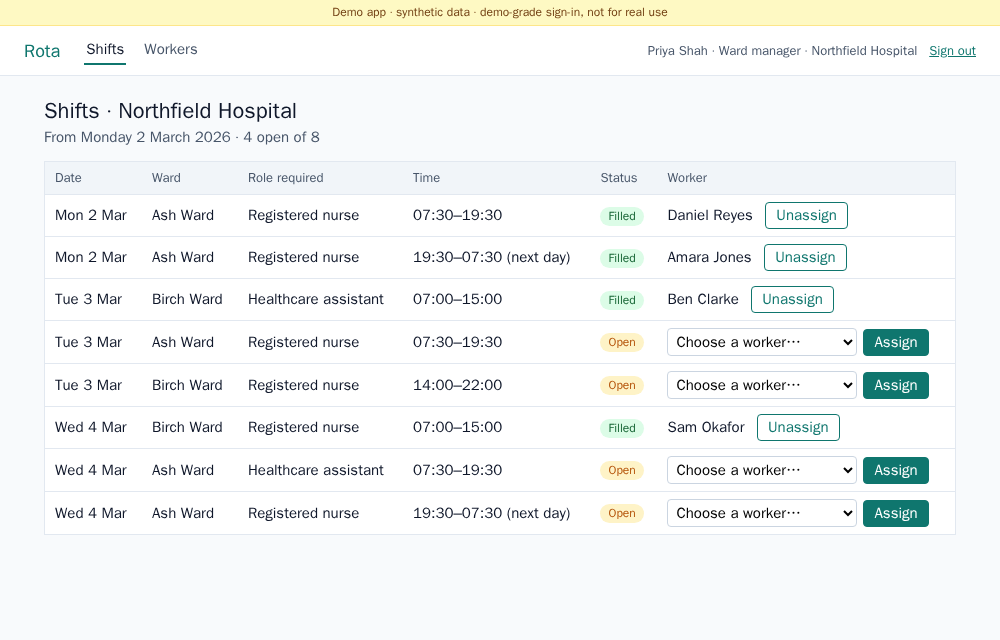 Demo app · synthetic data · demo-grade sign-in, not for real use
Rota Shifts Workers Priya Shah · Ward manager · Northfield Hospital Sign out
Shifts · Northfield Hospital
From Monday 2 March 2026 · 4 open of 8
Date Ward Role required Time Status Worker
Mon 2 Mar Ash Ward Registered nurse 07:30–19:30 Filled Daniel Reyes Unassign
Mon 2 Mar Ash Ward Registered nurse 19:30–07:30 (next day) Filled Amara Jones Unassign
Tue 3 Mar Birch Ward Healthcare assistant 07:00–15:00 Filled Ben Clarke Unassign
Tue 3 Mar Ash Ward Registered nurse 07:30–19:30 Open Choose a worker··· Assign
Tue 3 Mar Birch Ward Registered nurse 14:00–22:00 Open Choose a worker··· Assign
Wed 4 Mar Birch Ward Registered nurse 07:00–15:00 Filled Sam Okafor Unassign
Wed 4 Mar Ash Ward Healthcare assistant 07:30–19:30 Open Choose a worker··· Assign
Wed 4 Mar Ash Ward Registered nurse 19:30–07:30 (next day) Open Choose a worker··· Assign